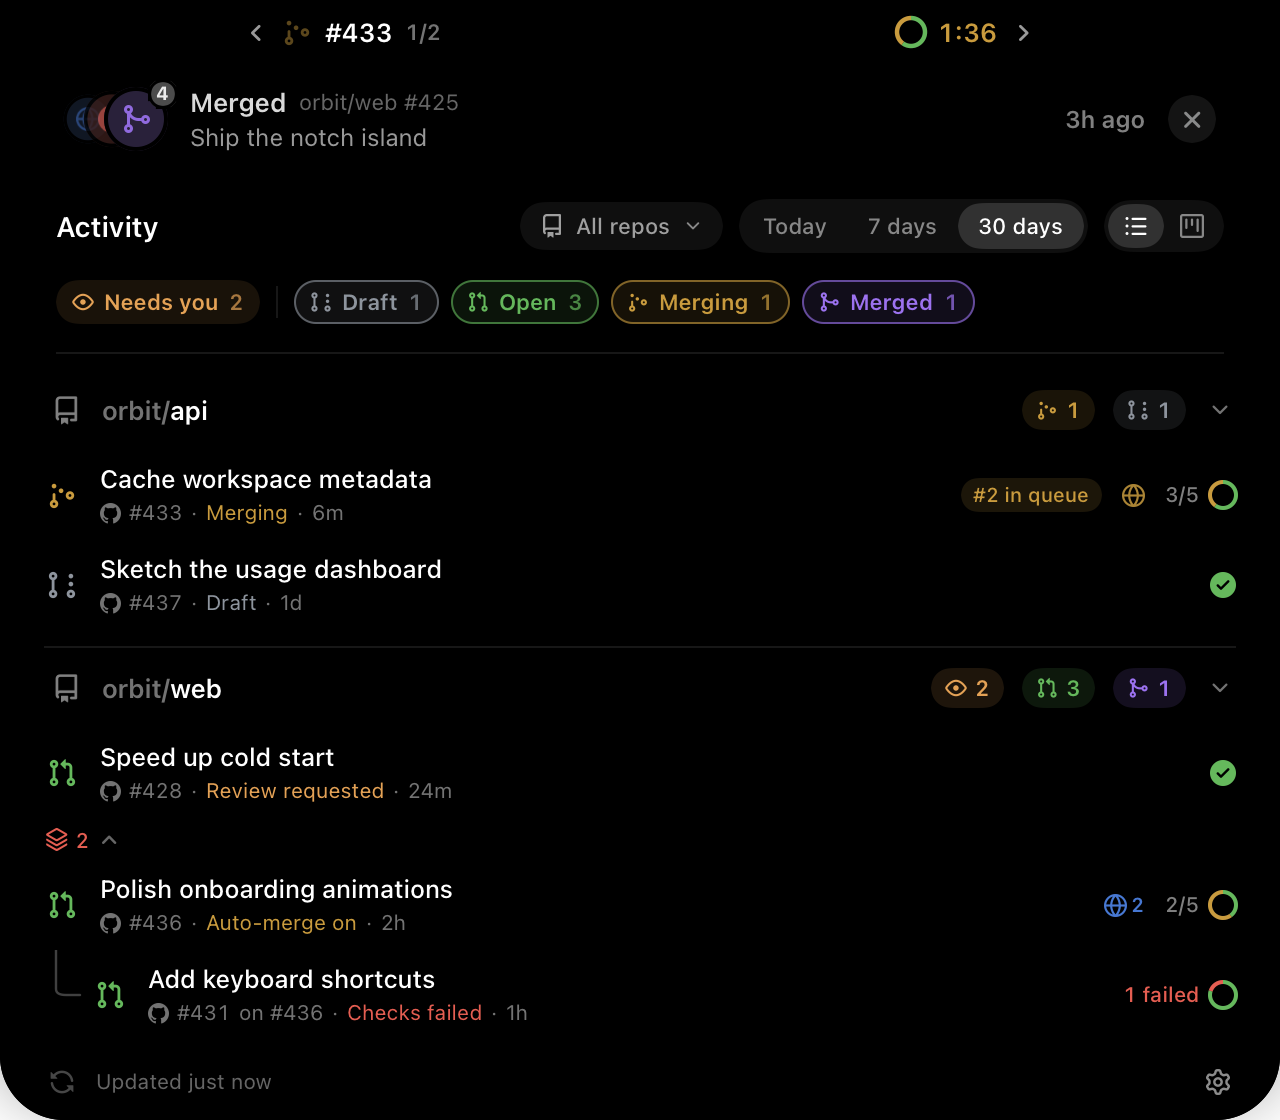 #433 1/2 1:36
4
Merged orbit/web #425
Ship the notch island
3h ago
Activity
All repos
Today 7 days 30 days
Needs you 2
Draft 1
Open 3
Merging 1
Merged 1
orbit/api
1 1
Cache workspace metadata
#433 · Merging · 6m
#2 in queue 3/5
Sketch the usage dashboard
#437 · Draft · 1d
orbit/web
2 3 1
Speed up cold start
#428 · Review requested · 24m
2
Polish onboarding animations
#436 · Auto-merge on · 2h
2 2/5
Add keyboard shortcuts
#431 on #436 · Checks failed · 1h
1 failed
Updated just now